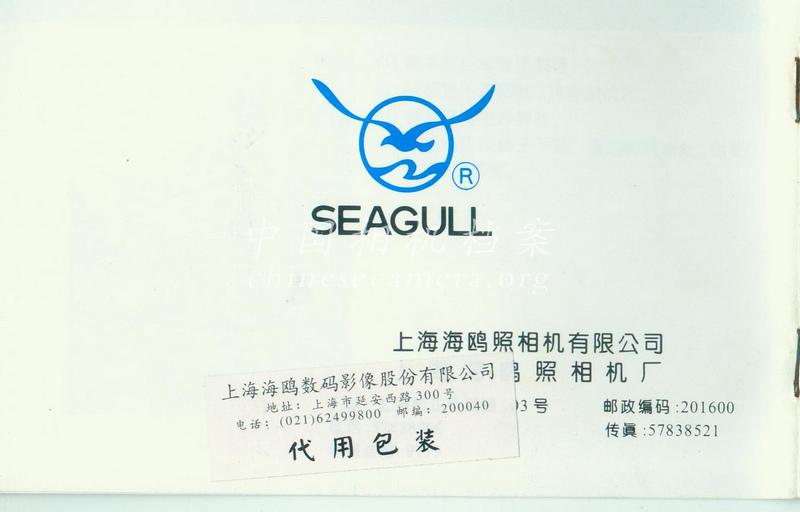 ®
SEAGULL
中国相机档案
chinesecamera.org
上海海鸥照相机有限公司
鸥照相机厂
上海海鸥数码影像股份有限公司
地址：上海市延安西路300号
电话：(021)62499800 邮编：200040
代用包装
03号 邮政编码:201600
传真:57838521